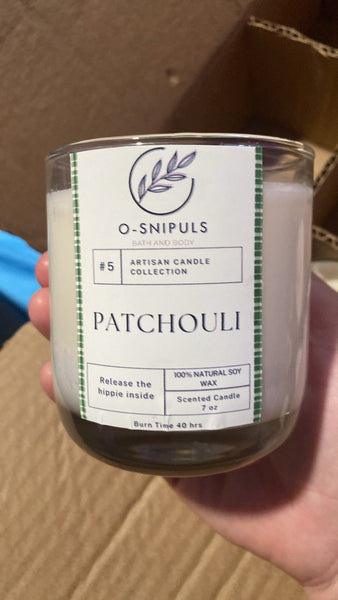 O-SNIPULS
BATH AND BODY
#5
ARTISAN CANDLE
COLLECTION
PATCHOULI
Release the
hippie inside
100% NATURAL SOY
WAX
Scented Candle
7 oz
Burn Time 40 hrs